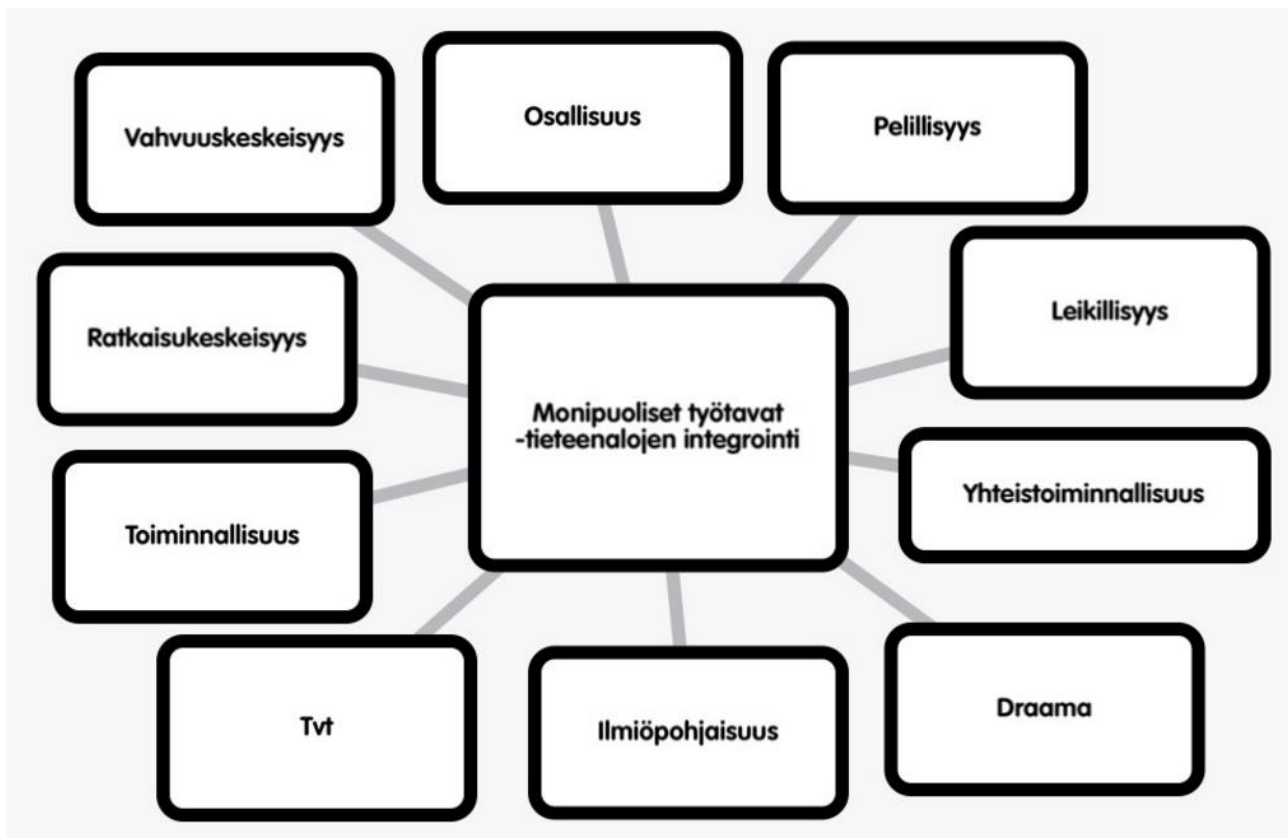 Vahvuuskeskeisyys
Osallisuus
Pelillisyys
Ratkaisukeskeisyys
Leikillisyys
Monipuoliset työtavat
-tieteenalojen integrointi
Toiminnallisuus
Yhteistoiminnallisuus
Tvt
Ilmiöpohjaisuus
Draama